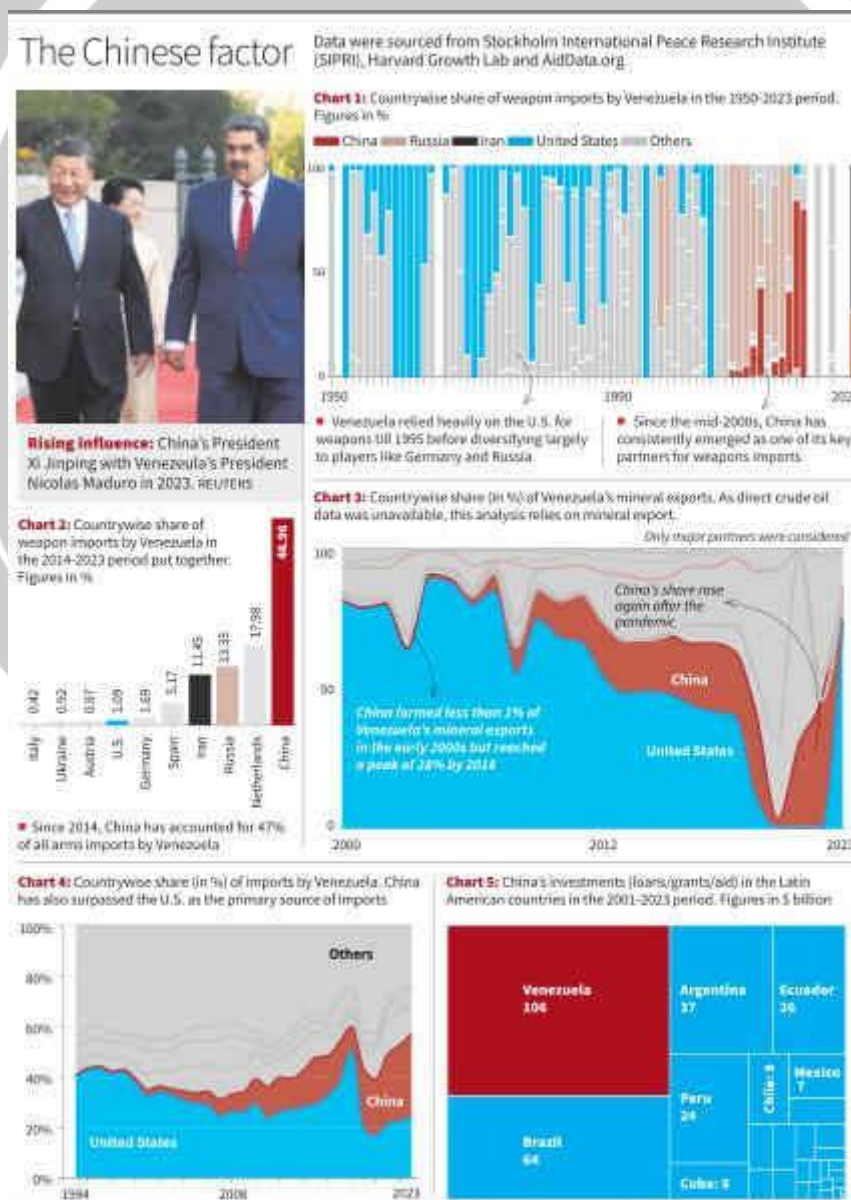 The Chinese factor
Data were sourced from Stockholm International Peace Research Institute
(SIPRI), Harvard Growth Lab and AidData.org
Chart 1: Countrywise share of weapon imports by Venezuela in the 1950-2023 period.
Figures in %
China Russia Iran United States Others
100
50
0
1950
1990
Venezuela relied heavily on the U.S. for
weapons till 1995 before diversifying largely
to players like Germany and Russia
Since the mid-2000s, China has
consistently emerged as one of its key
partners for weapons imports
Rising influence: China's President
Xi Jinping with Venezeula's President
Nicolas Maduro in 2023. REUTERS
Chart 2: Countrywise share of
weapon imports by Venezuela in
the 2014-2023 period put together.
Figures in %
0.42
0.92
0.97
1.09
1.69
5.17
11.45
13.33
17.98
46.96
Italy
Ukraine
Austria
U.S.
Germany
Spain
Iran
Russia
Netherlands
China
Since 2014, China has accounted for 47%
of all arms imports by Venezuela
Chart 3: Countrywise share (in %) of Venezuela's mineral exports. As direct crude oil
data was unavailable, this analysis relies on mineral export.
Only major partners were considered
100
50
0
China's share rose
again after the
pandemic
China
United States
China formed less than 1% of
Venezuela's mineral exports
in the early 2000s but reached
a peak of 28% by 2018
2000
2012
2023
Chart 4: Countrywise share (in %) of imports by Venezuela. China
has also surpassed the U.S. as the primary source of imports
100%
80%
60%
40%
20%
0%
Others
China
United States
1994
2008
2023
Chart 5: China's investments (loans/grants/aid) in the Latin
American countries in the 2001-2023 period. Figures in $ billion
Venezuela
106
Argentina
37
Ecuador
26
Brazil
64
Peru
24
Chile: 8
Mexico
7
Cuba: 8